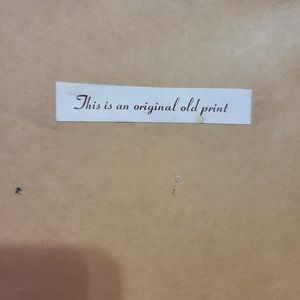 This is an original old print